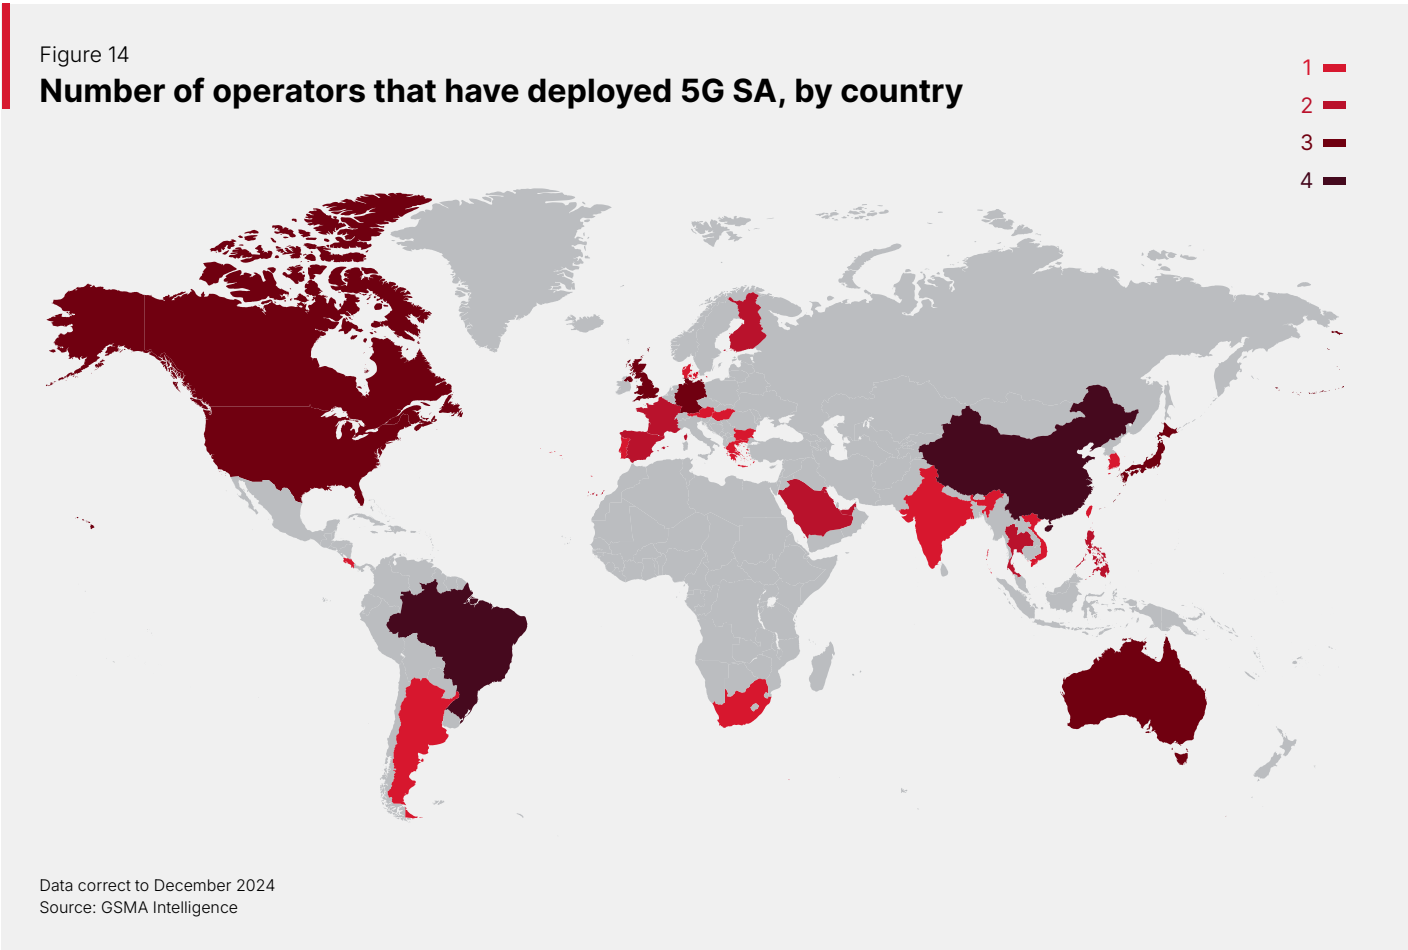 Figure 14
Number of operators that have deployed 5G SA, by country
1
2
3
4
Data correct to December 2024
Source: GSMA Intelligence